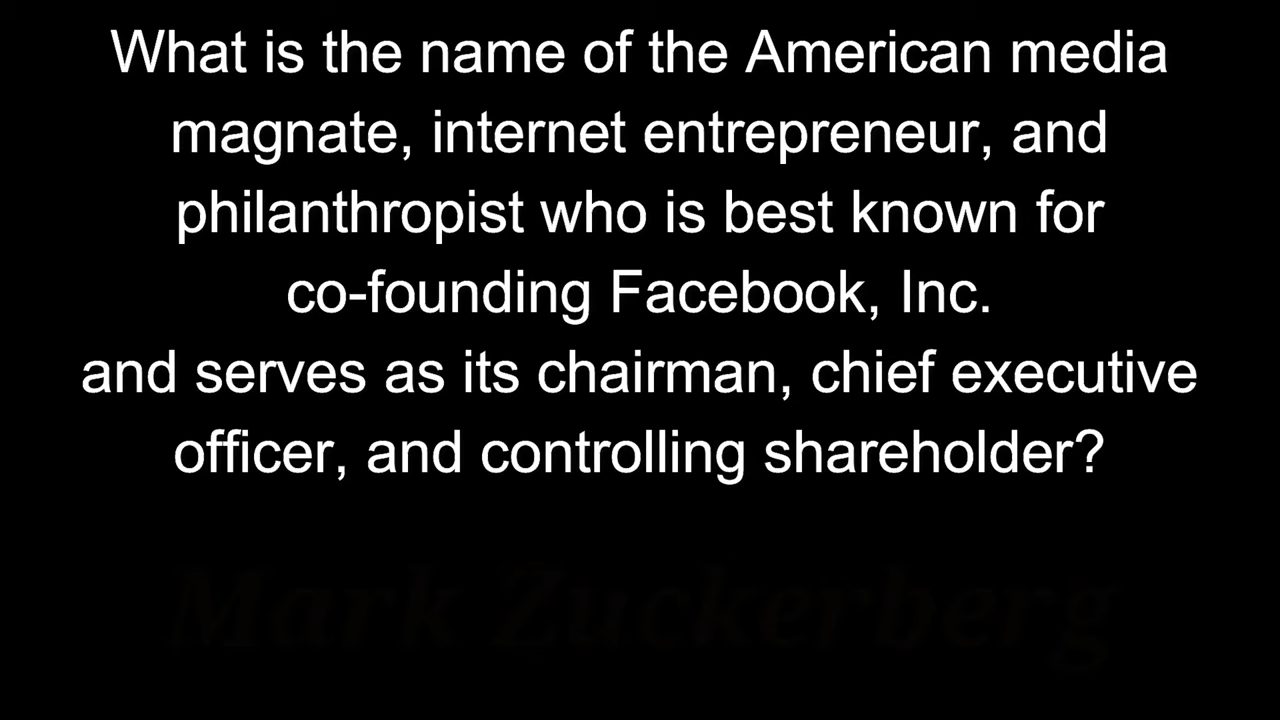 What is the name of the American media
magnate, internet entrepreneur, and
philanthropist who is best known for
co-founding Facebook, Inc.
and serves as its chairman, chief executive
officer, and controlling shareholder?
Mark Zuckerberg